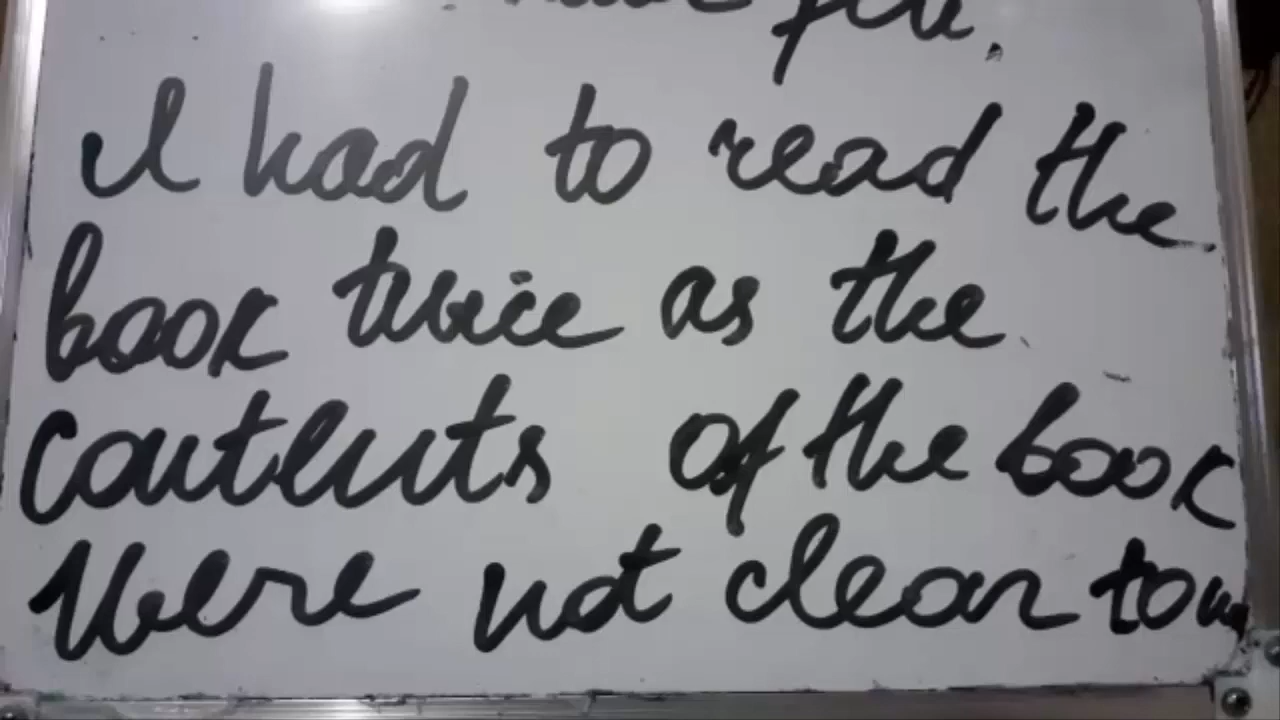 I had to read the
book twice as the
contents of the book
were not clear to me